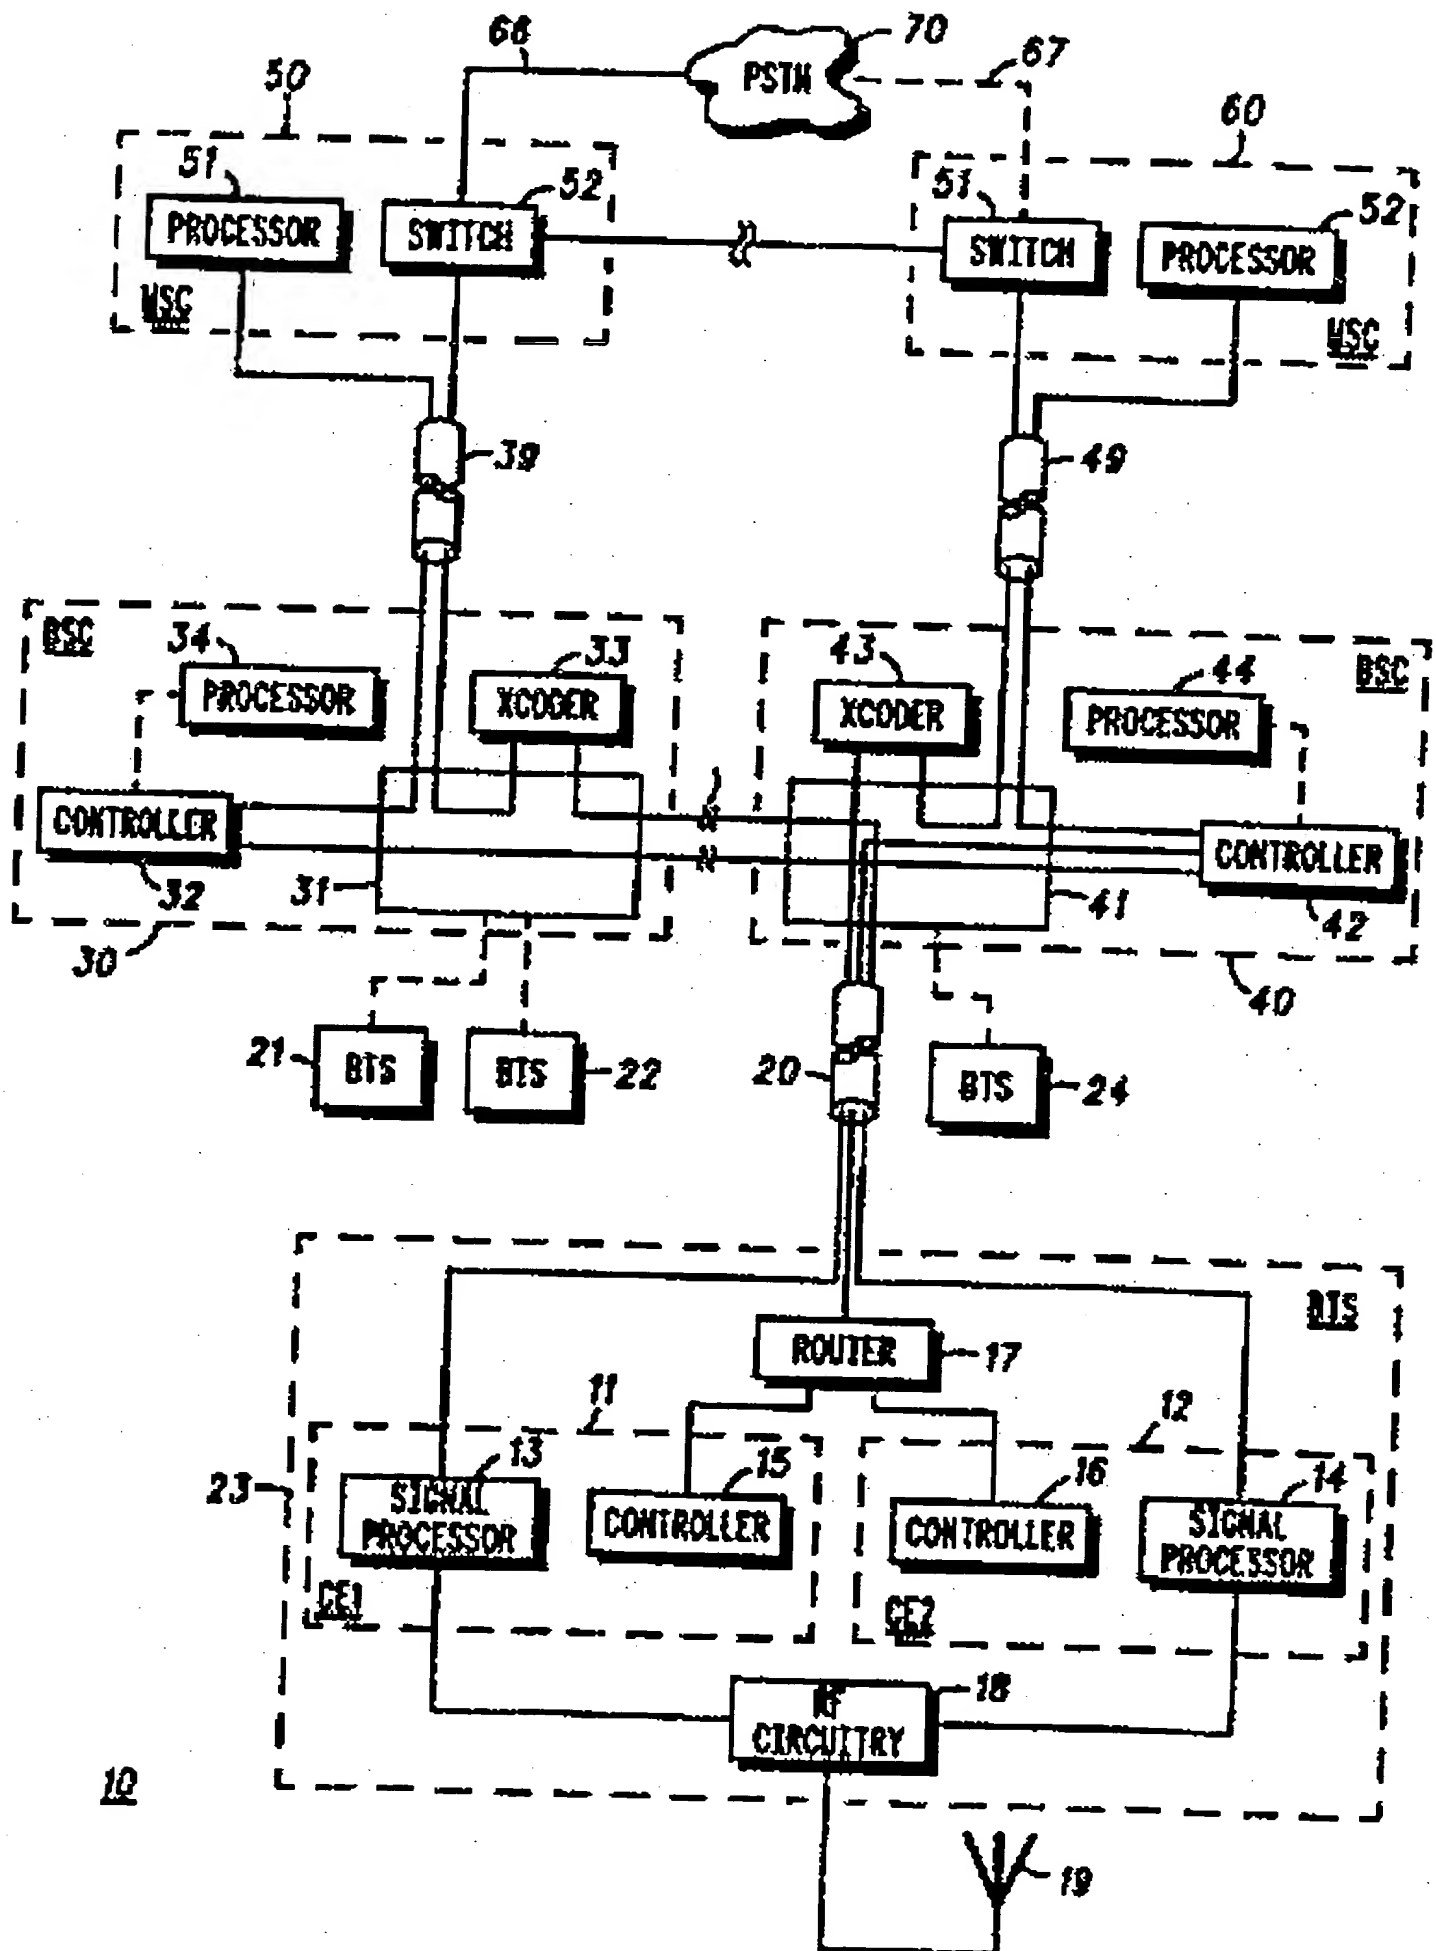 68
70
PSTN
67
50
60
51
52
PROCESSOR
SWITCH
MSC
51
52
SWITCH
PROCESSOR
MSC
39
49
BSC
34
33
PROCESSOR
XCODER
CONTROLLER
32
31
30
43
44
BSC
XCODER
PROCESSOR
CONTROLLER
41
42
40
21
BTS
BTS
22
20
BTS
24
BTS
ROUTER
17
11
12
23
13
15
16
14
SIGNAL
PROCESSOR
CONTROLLER
CONTROLLER
SIGNAL
PROCESSOR
CE1
CE2
RF
CIRCUITRY
18
10
19